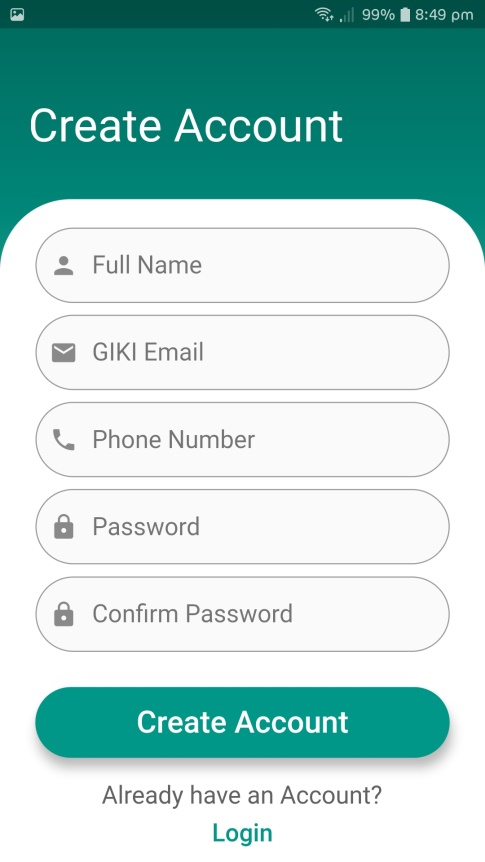 99% 8:49 pm
Create Account
Full Name
GIKI Email
Phone Number
Password
Confirm Password
Create Account
Already have an Account?
Login